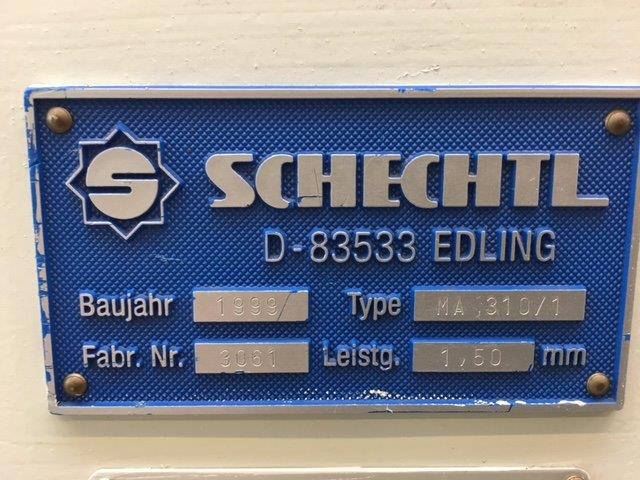 S SCHECHTL
D-83533 EDLING
Baujahr 1999/ Type MA 310/1
Fabr. Nr. 3061 Leistg. 1,50 mm